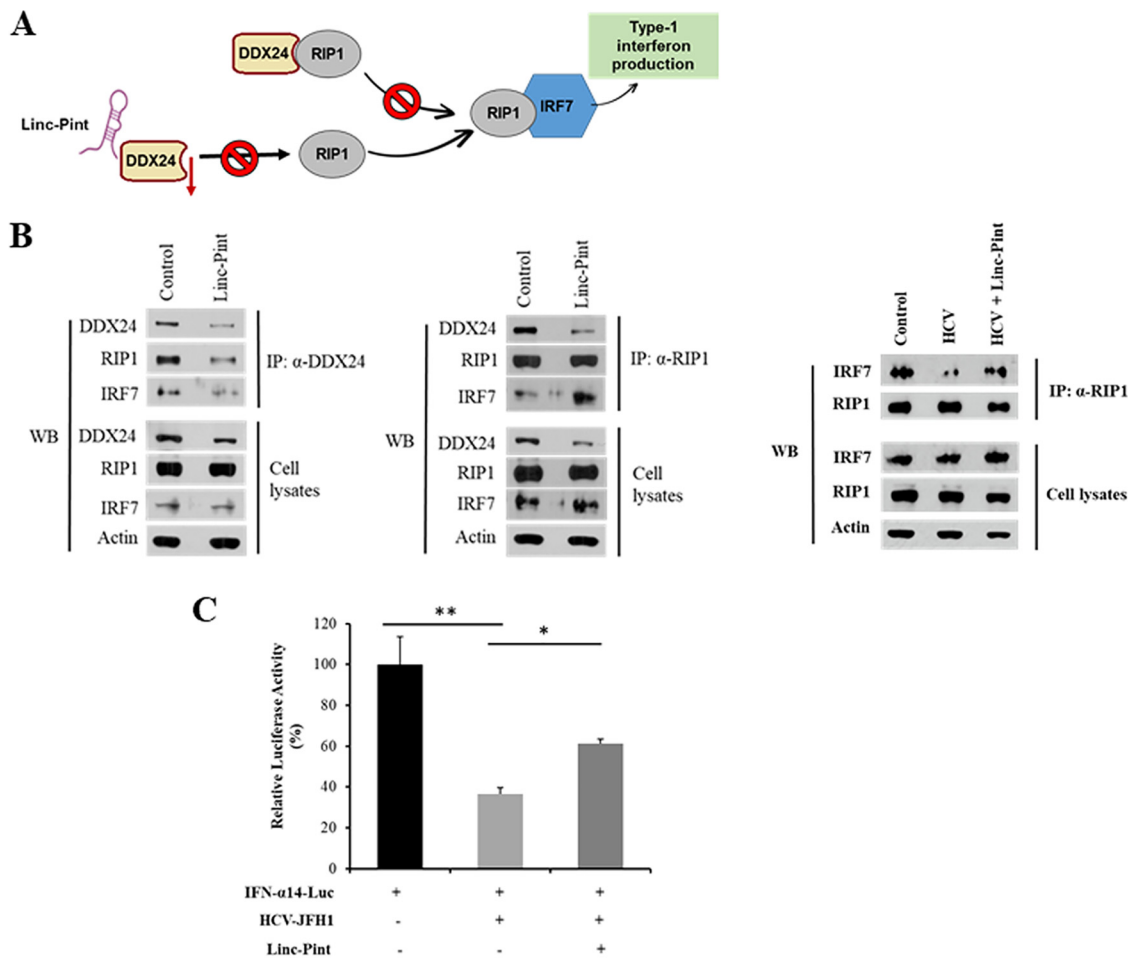 A
DDX24
RIP1
Type-1
interferon
production
Linc-Pint
DDX24
RIP1
RIP1
IRF7
B
Control
Linc-Pint
DDX24
RIP1
IRF7
IP: α-DDX24
WB
DDX24
RIP1
IRF7
Actin
Cell
lysates
Control
Linc-Pint
DDX24
RIP1
IRF7
IP: α-RIP1
WB
DDX24
RIP1
IRF7
Actin
Cell
lysates
Control
HCV
HCV + Linc-Pint
IRF7
RIP1
IP: α-RIP1
WB
IRF7
RIP1
Actin
Cell lysates
C
Relative Luciferase Activity
(%)
120
100
80
60
40
20
0
**
*
IFN-α14-Luc + + +
HCV-JFH1 - + +
Linc-Pint - - +